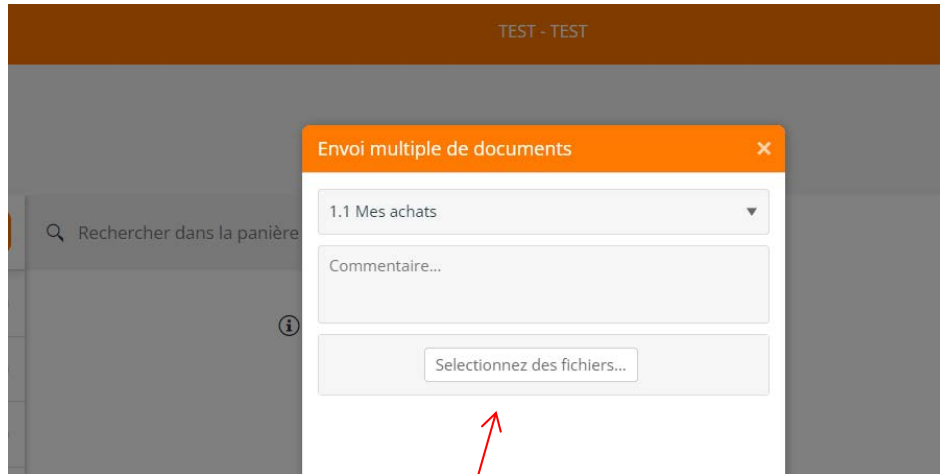 TEST - TEST
Envoi multiple de documents
1.1 Mes achats
Rechercher dans la panière
Commentaire...
Selectionnez des fichiers...